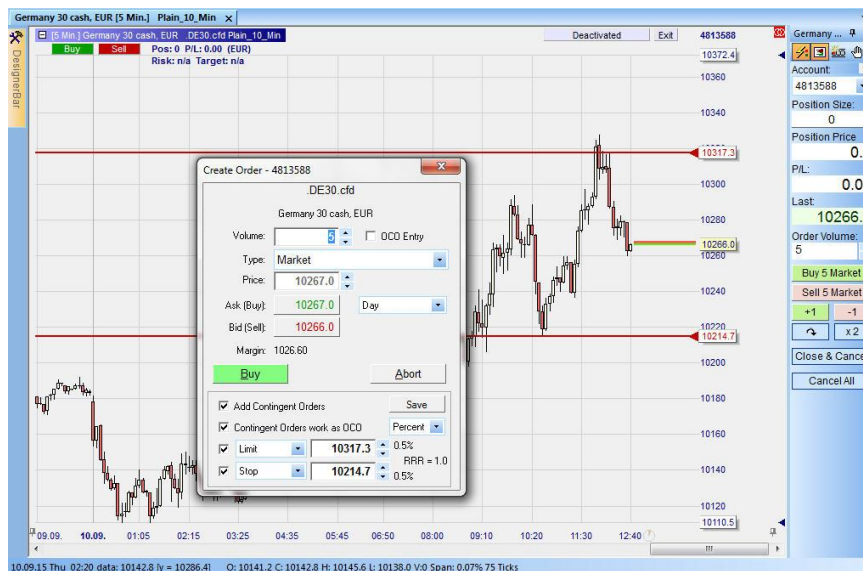 Germany 30 cash, EUR [5 Min.] Plain_10_Min x
[5 Min.] Germany 30 cash, EUR .DE30.cfd Plain_10_Min
Deactivated
Exit
4813588
Buy
Sell
Pos: 0 P/L: 0.00 (EUR)
Risk: n/a Target: n/a
DesignerBar
10372.4
10360
10340
10317.3
10300
10280
10266.0
10260
10240
10220
10214.7
10200
10180
10160
10140
10120
10110.5
Create Order - 4813588
.DE30.cfd
Germany 30 cash, EUR
Volume: 5
OCO Entry
Type: Market
Price: 10267.0
Ask (Buy): 10267.0
Day
Bid (Sell): 10266.0
Margin: 1026.60
Buy
Abort
Add Contingent Orders
Save
Contingent Orders work as OCO
Percent
Limit 10317.3 0.5%
RRR = 1.0
Stop 10214.7 0.5%
09.09. 10.09. 01:05 02:15 03:25 04:35 05:45 06:50 08:00 09:10 10:20 11:30 12:40
10.09.15 Thu 02:20 data: 10142.8 [y = 10286.4] O: 10141.2 C: 10142.8 H: 10145.6 L: 10138.0 V:0 Span: 0.07% 75 Ticks
Germany ...
Account:
4813588
Position Size:
0
Position Price
0.
P/L:
0.0
Last:
10266.
Order Volume:
5
Buy 5 Market
Sell 5 Market
+1 -1
x 2
Close & Cance
Cancel All